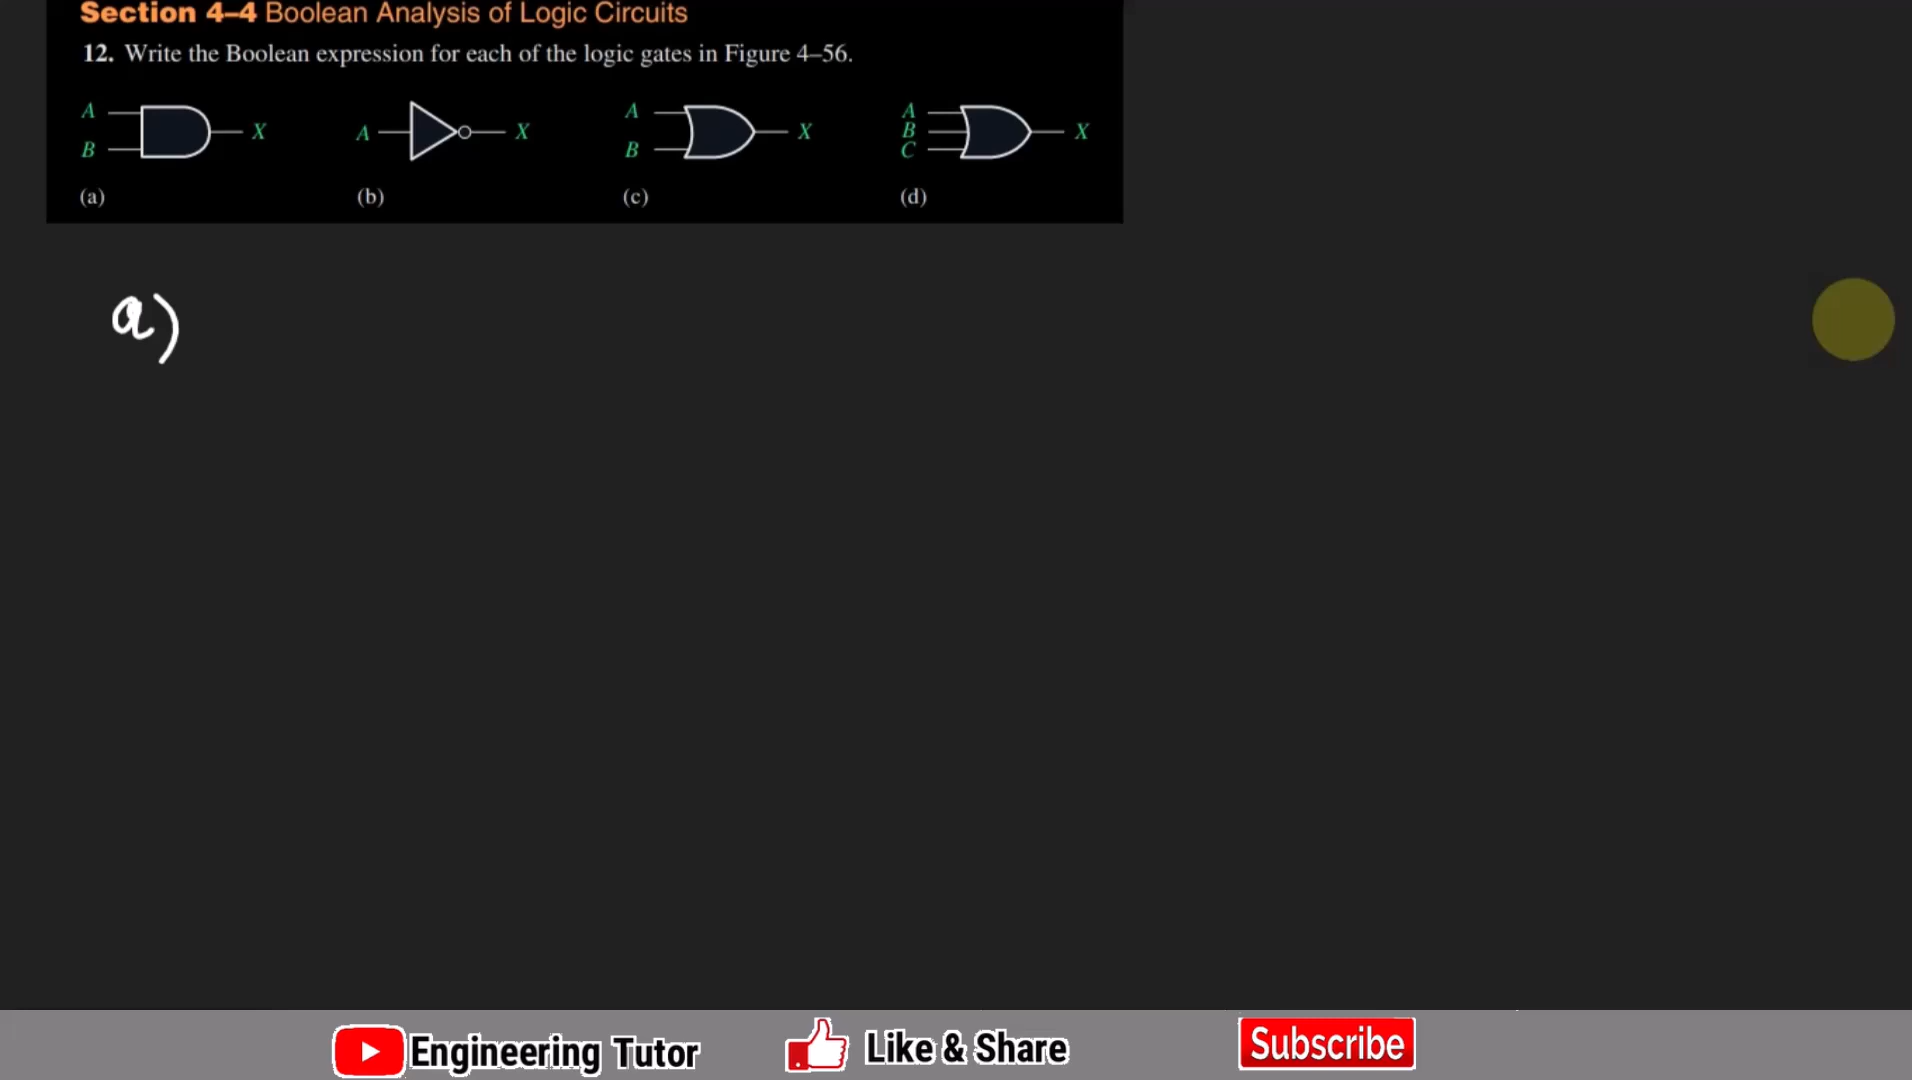 Section 4–4 Boolean Analysis of Logic Circuits
12. Write the Boolean expression for each of the logic gates in Figure 4–56.
A
B
X
(a)
A
X
(b)
A
B
X
(c)
A
B
C
X
(d)
a)
Engineering Tutor
Like & Share
Subscribe